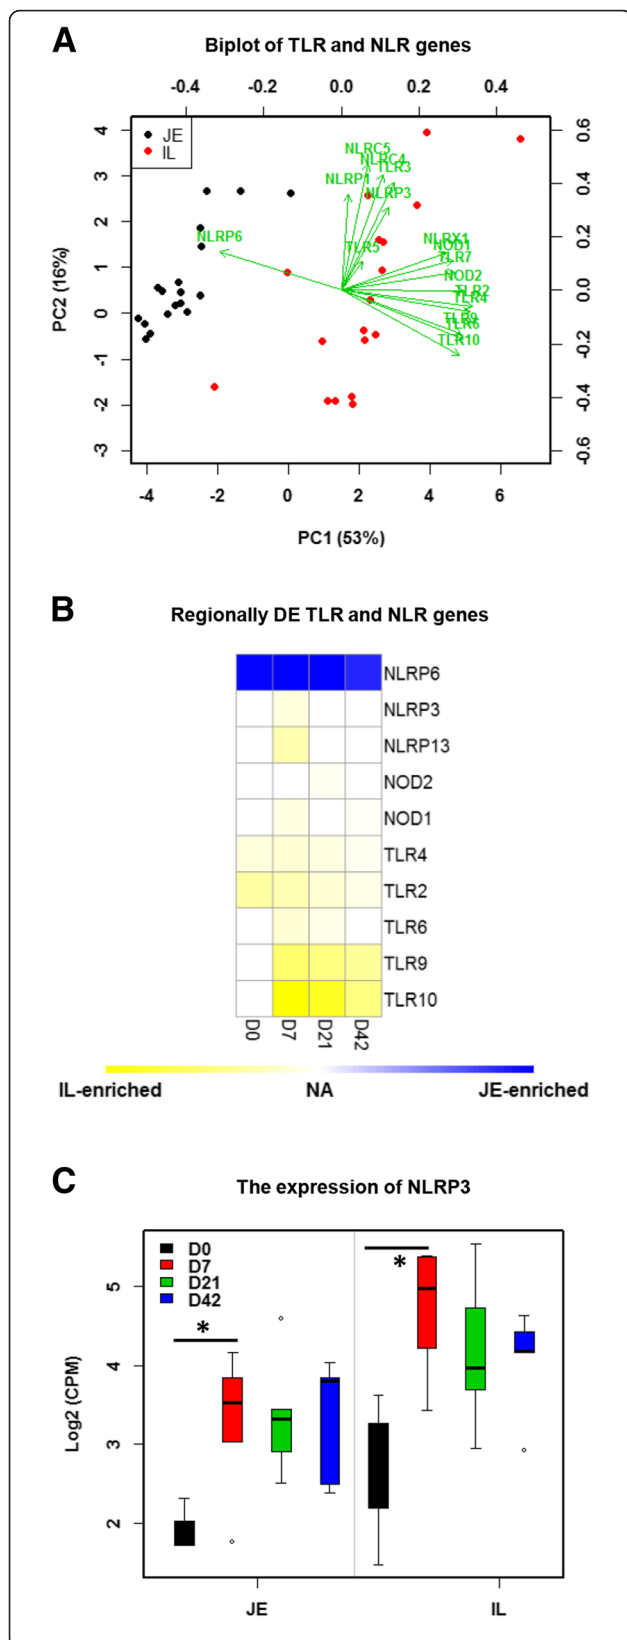 A
Biplot of TLR and NLR genes
-0.4 -0.2 0.0 0.2 0.4
JE
IL
NLRC5
NLRC4
TLR3
NLRP1
NLRP3
NLRP6
TLR5
NLRX1
NOD1
TLR7
NOD2
TLR2
TLR4
TLR9
TLR6
TLR10
4
3
2
1
0
-1
-2
-3
PC2 (16%)
0.6
0.4
0.2
0.0
-0.2
-0.4
-0.6
-4 -2 0 2 4 6
PC1 (53%)
B
Regionally DE TLR and NLR genes
NLRP6
NLRP3
NLRP13
NOD2
NOD1
TLR4
TLR2
TLR6
TLR9
TLR10
D0 D7 D21 D42
IL-enriched NA JE-enriched
C
The expression of NLRP3
D0
D7
D21
D42
*
*
5
4
3
2
Log2 (CPM)
JE IL